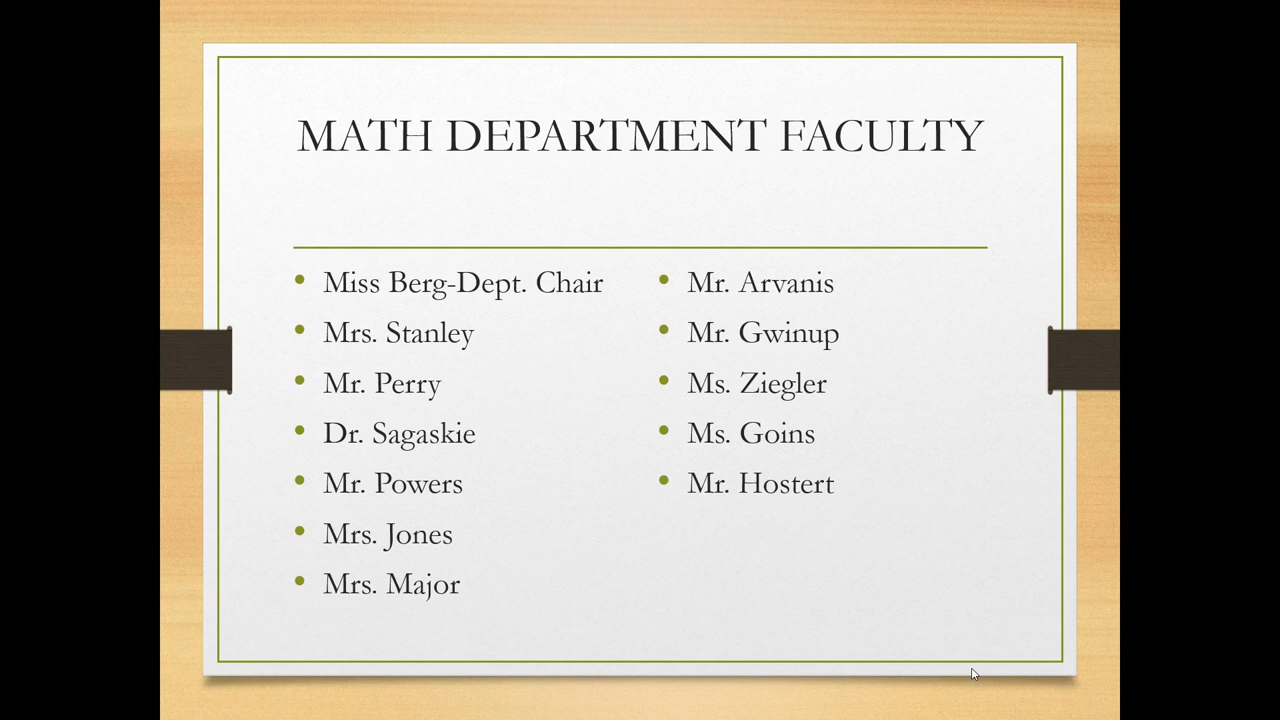 MATH DEPARTMENT FACULTY
• Miss Berg-Dept. Chair
• Mrs. Stanley
• Mr. Perry
• Dr. Sagaskie
• Mr. Powers
• Mrs. Jones
• Mrs. Major
• Mr. Arvanis
• Mr. Gwinup
• Ms. Ziegler
• Ms. Goins
• Mr. Hostert